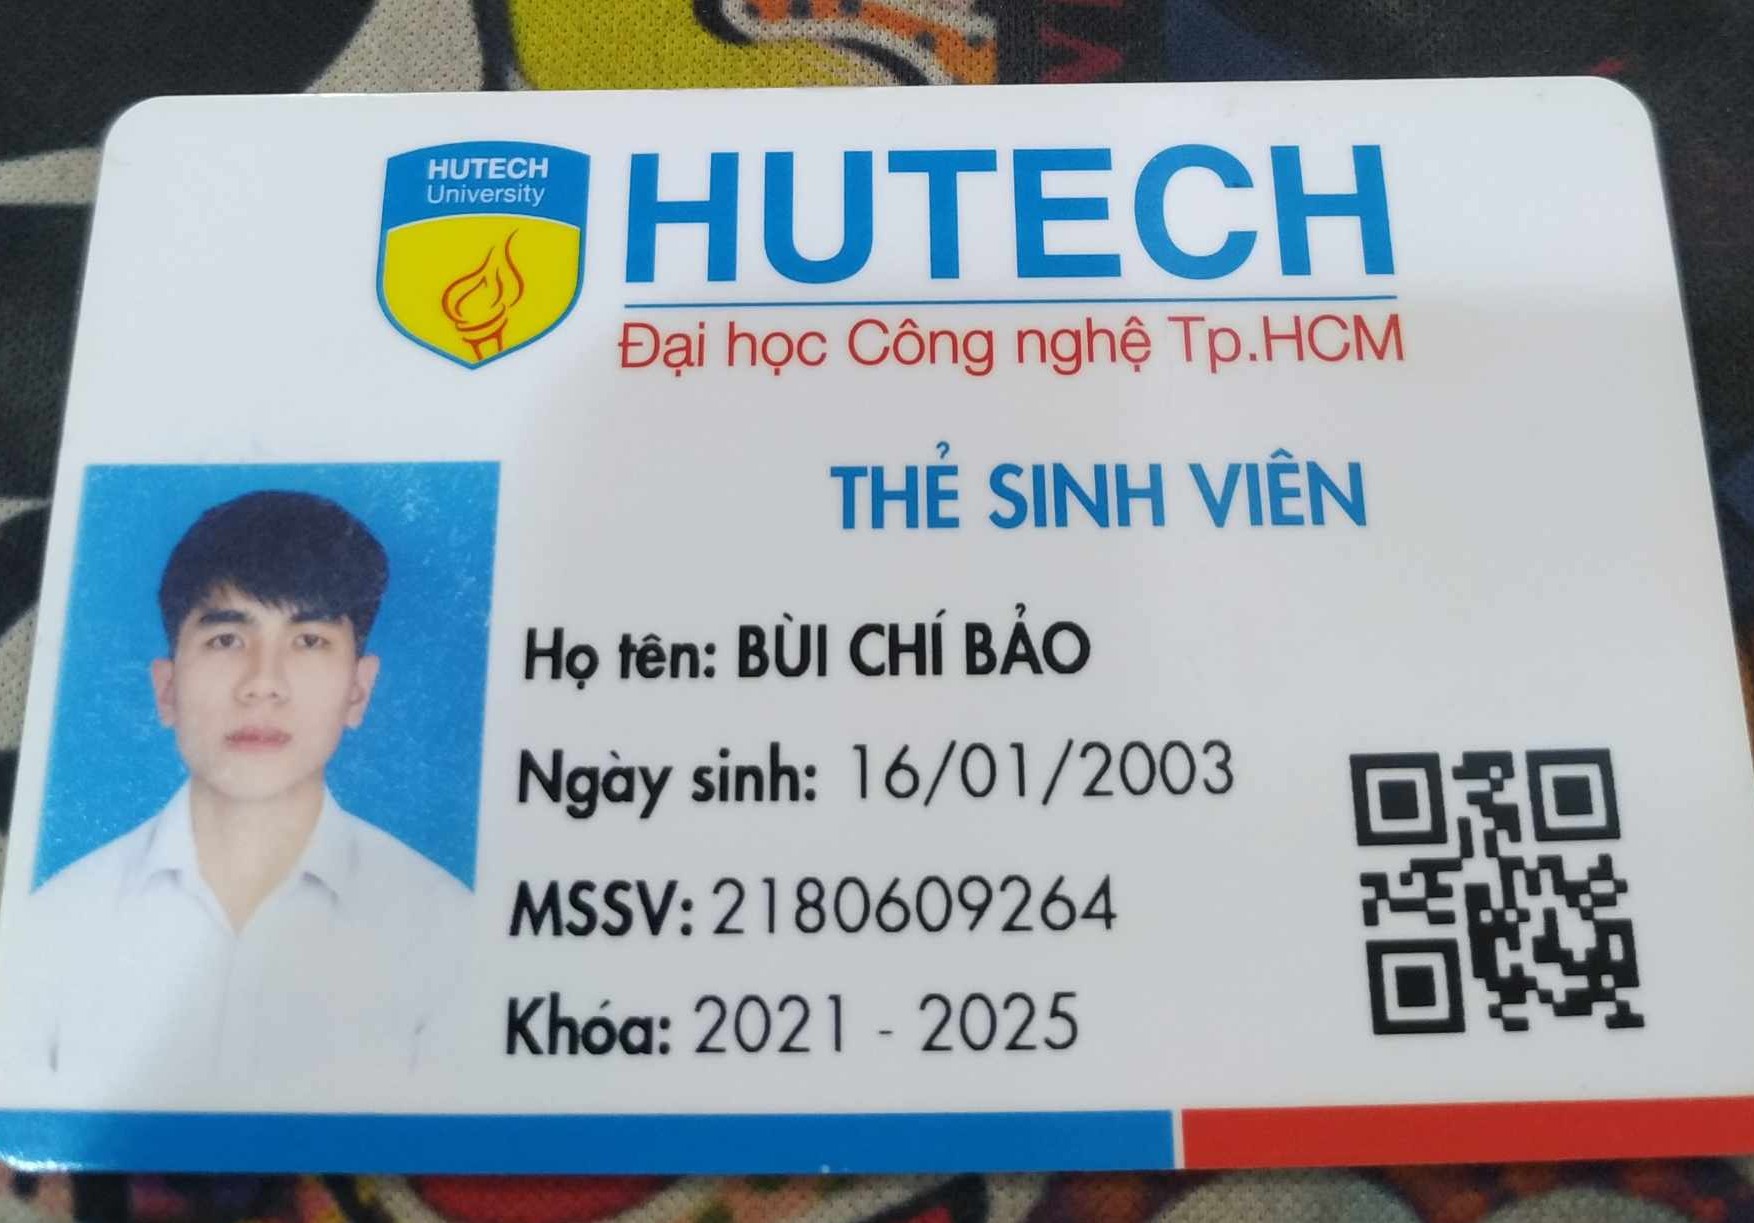 HUTECH
University
HUTECH
Đại học Công nghệ Tp.HCM
THẺ SINH VIÊN
Họ tên: BÙI CHÍ BẢO
Ngày sinh: 16/01/2003
MSSV: 2180609264
Khóa: 2021 - 2025